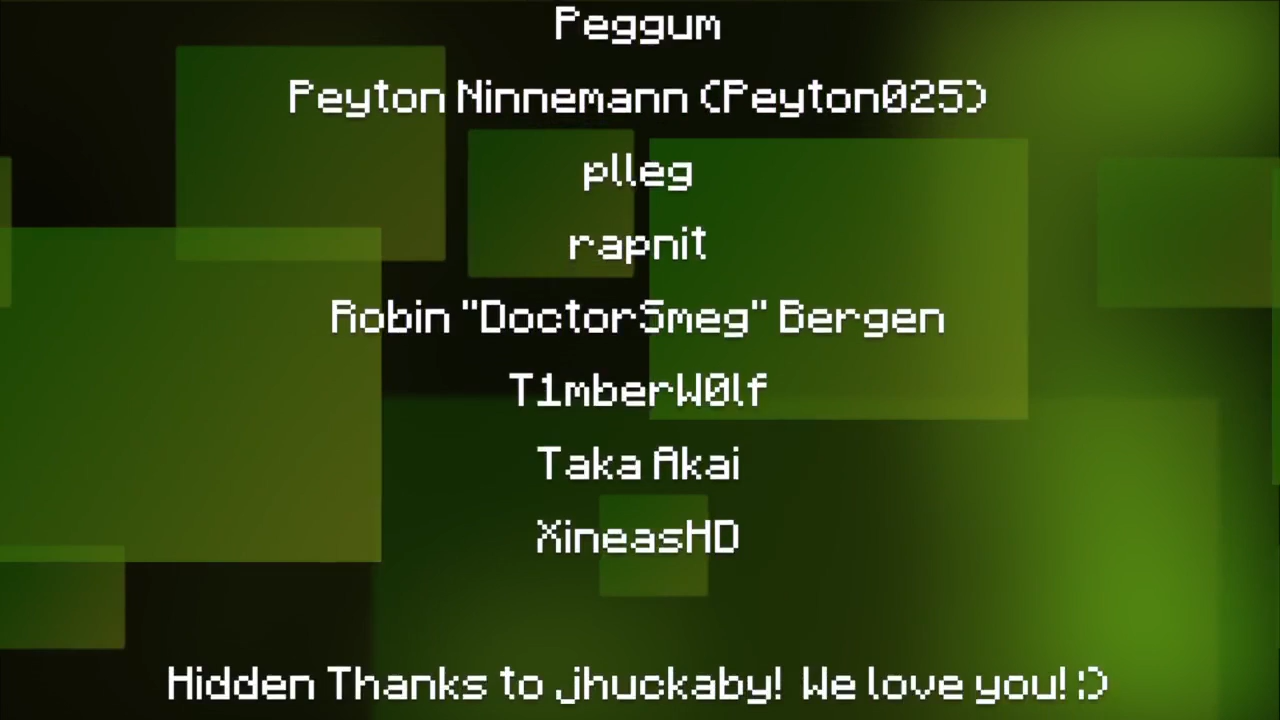 Peggum
Peyton Ninnemann (Peyton025)
plleg
rapnit
Robin "DoctorSmeg" Bergen
T1mberW0lf
Taka Akai
XineasHD
Hidden Thanks to jhuckaby! We love you! :)